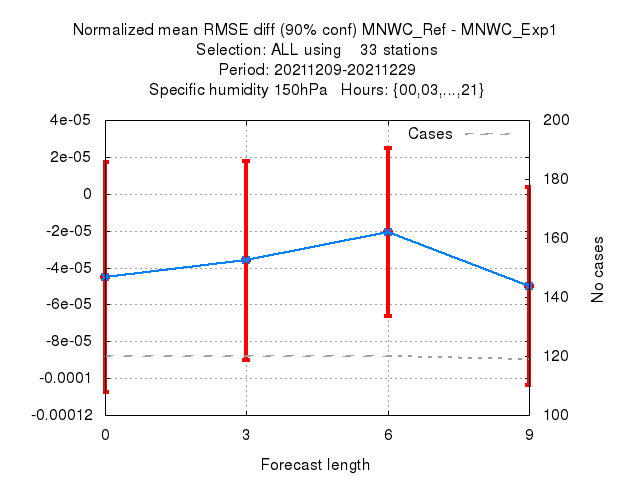 Normalized mean RMSE diff (90% conf) MNWC_Ref - MNWC_Exp1
Selection: ALL using    33 stations
Period: 20211209-20211229
Specific humidity 150hPa   Hours: {00,03,...,21}
4e-05
2e-05
0
-2e-05
-4e-05
-6e-05
-8e-05
-0.0001
-0.00012
Cases
200
180
160
140
120
100
No cases
0 3 6 9
Forecast length